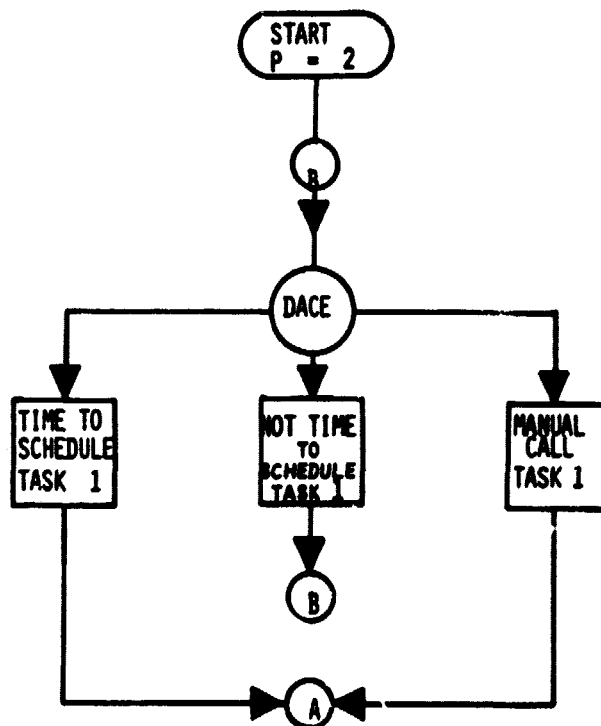 START
P = 2
B
DACE
TIME TO
SCHEDULE
TASK 1
NOT TIME
TO
SCHEDULE
TASK 1
MANUAL
CALL
TASK 1
B
A